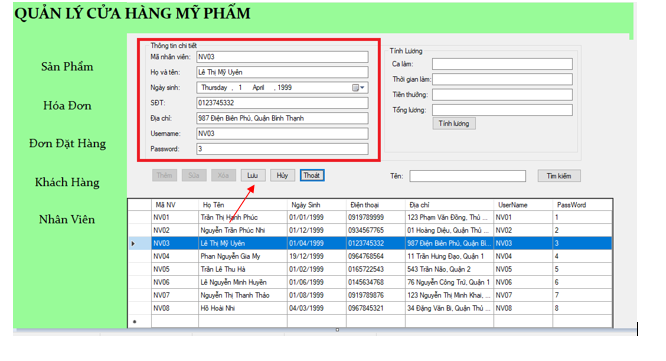 QUẢN LÝ CỬA HÀNG MỸ PHẨM
Sản Phẩm
Hóa Đơn
Đơn Đặt Hàng
Khách Hàng
Nhân Viên
Thông tin chi tiết
Mã nhân viên: NV03
Họ và tên: Lê Thị Mỹ Uyên
Ngày sinh: Thursday , 1 April , 1999
SĐT: 0123745332
Địa chỉ: 987 Điện Biên Phủ, Quận Bình Thạnh
Username: NV03
Password: 3
Tính Lương
Ca làm:
Thời gian làm:
Tiền thưởng:
Tổng lương:
Tính lương
Thêm Sửa Xóa Lưu Hủy Thoát Tên: Tìm kiếm
Mã NV Họ Tên Ngày Sinh Điện thoại Địa chỉ UserName PassWord
NV01 Trần Thị Hạnh Phúc 01/01/1999 0919789999 123 Phạm Văn Đồng, Thủ ... NV01 1
NV02 Nguyễn Trần Phúc Nhi 01/12/1999 0934567765 01 Hoàng Diệu, Quận Thủ ... NV02 2
NV03 Lê Thị Mỹ Uyên 01/04/1999 0123745332 987 Điện Biên Phủ, Quận Bì... NV03 3
NV04 Phan Nguyễn Gia My 19/12/1999 0964768564 11 Trần Hưng Đạo, Quận 1 NV04 4
NV05 Trần Lê Thu Hà 01/02/1999 0165722543 543 Trần Não, Quận 2 NV05 5
NV06 Lê Nguyễn Minh Huyền 01/06/1999 0145634768 76 Nguyễn Công Trứ, Quận 1 NV06 6
NV07 Nguyễn Thị Thanh Thảo 01/08/1999 0919789876 123 Nguyễn Thị Minh Khai, ... NV07 7
NV08 Hồ Hoài Nhi 04/03/1999 0967845321 34 Đặng Văn Bi, Quận Thủ ... NV08 8